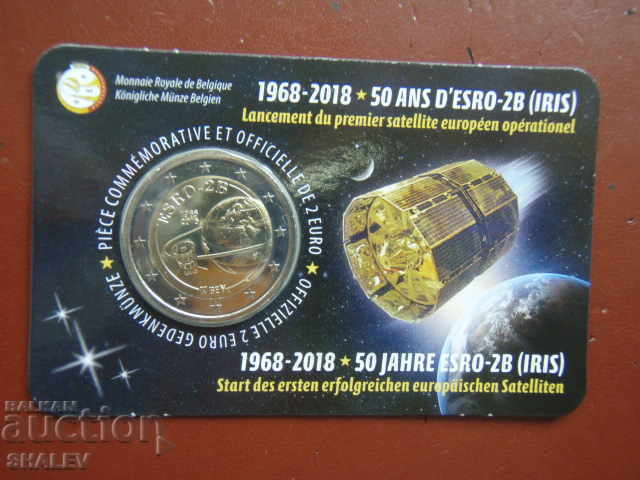 Monnaie Royale de Belgique
Königliche Münze Belgien
1968-2018 ★ 50 ANS D'ESRO-2B (IRIS)
Lancement du premier satellite européen opérationel
PIÈCE COMMÉMORATIVE ET OFFICIELLE DE 2 EURO
OFFIZIELLE 2 EURO GEDENKMÜNZE
ESRO-2B
1968-2018 ★ 50 JAHRE ESRO-2B (IRIS)
Start des ersten erfolgreichen europäischen Satelliten
BALKAN
auction
SHALEV